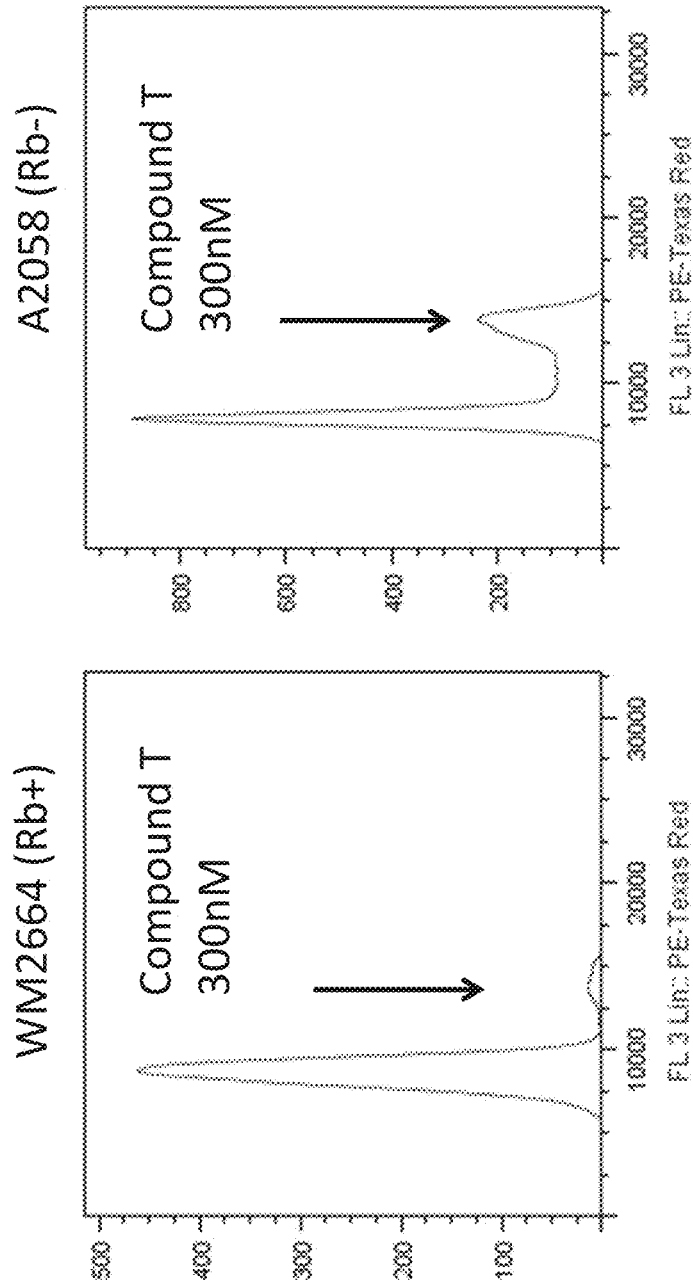 WM2664 (Rb+)
Compound T
300nM
500
400
300
200
100
10000
20000
30000
FL 3 Lin:: PE-Texas Red
A2058 (Rb-)
Compound T
300nM
800
600
400
200
10000
20000
30000
FL 3 Lin:: PE-Texas Red